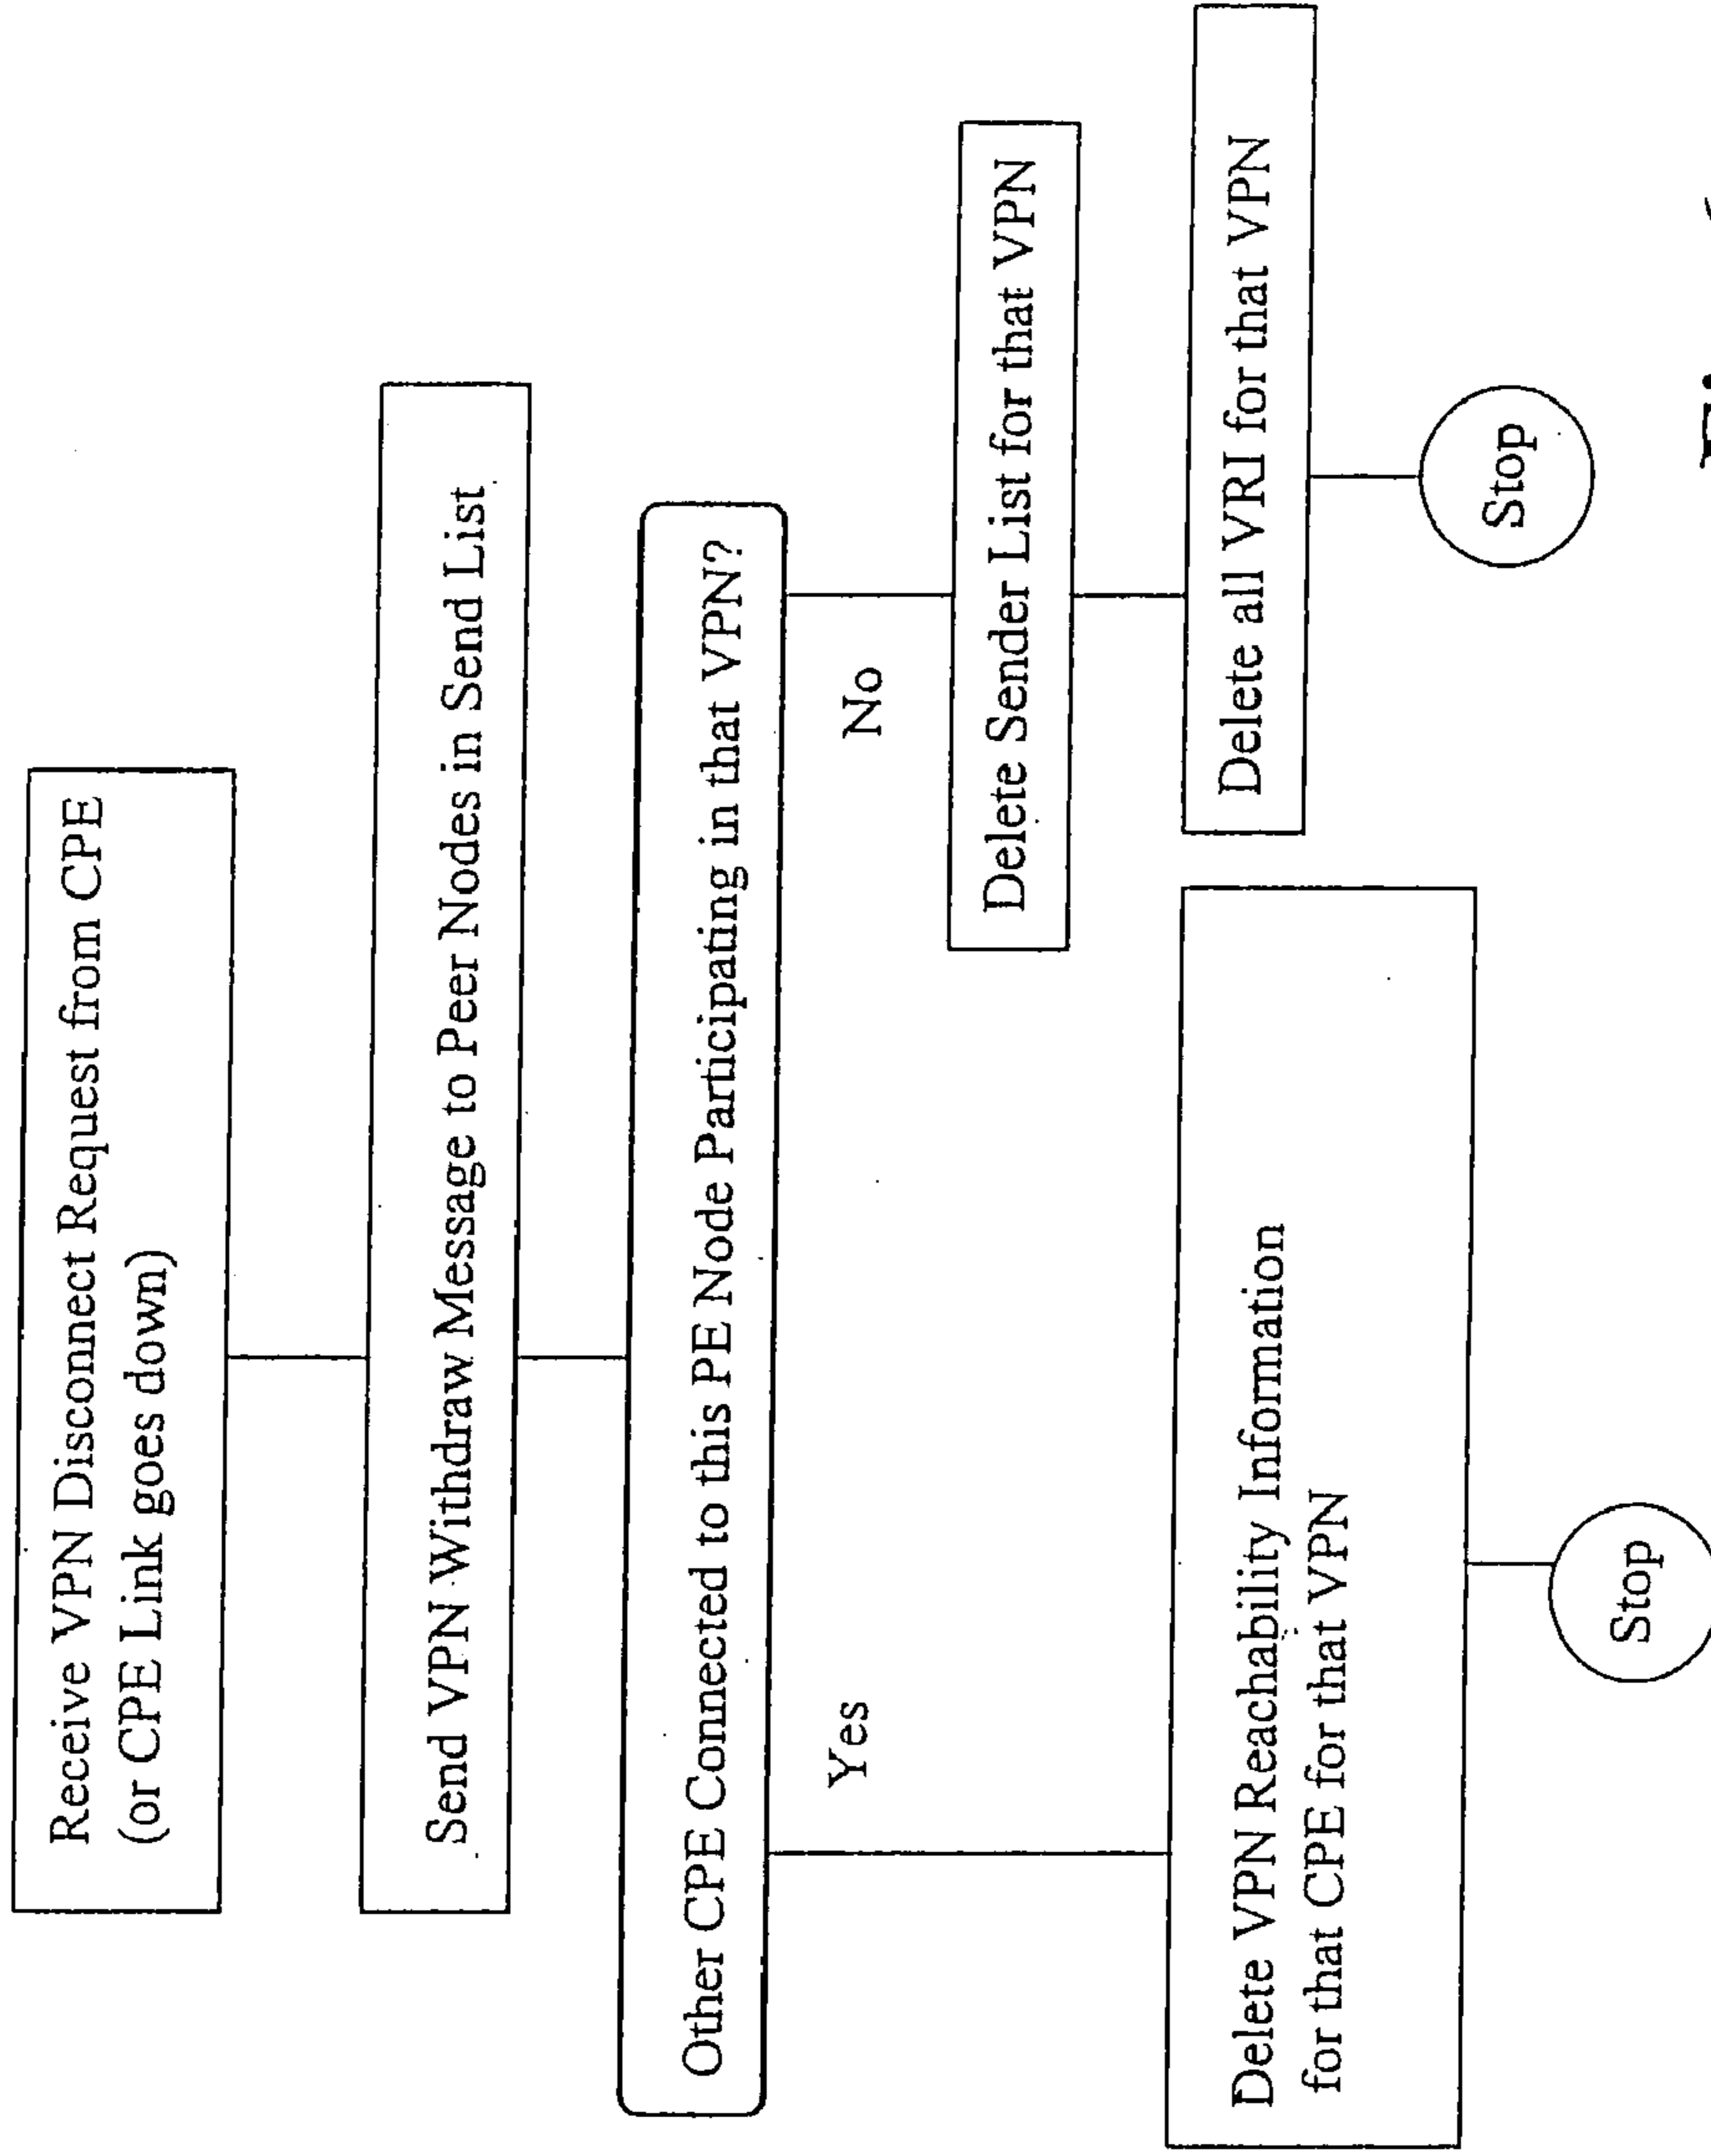 Receive VPN Disconnect Request from CPE
(or CPE Link goes down)
Send VPN Withdraw Message to Peer Nodes in Send List
Other CPE Connected to this PE Node Participating in that VPN?
Yes
No
Delete VPN Reachability Information
for that CPE for that VPN
Stop
Delete Sender List for that VPN
Delete all VRI for that VPN
Stop